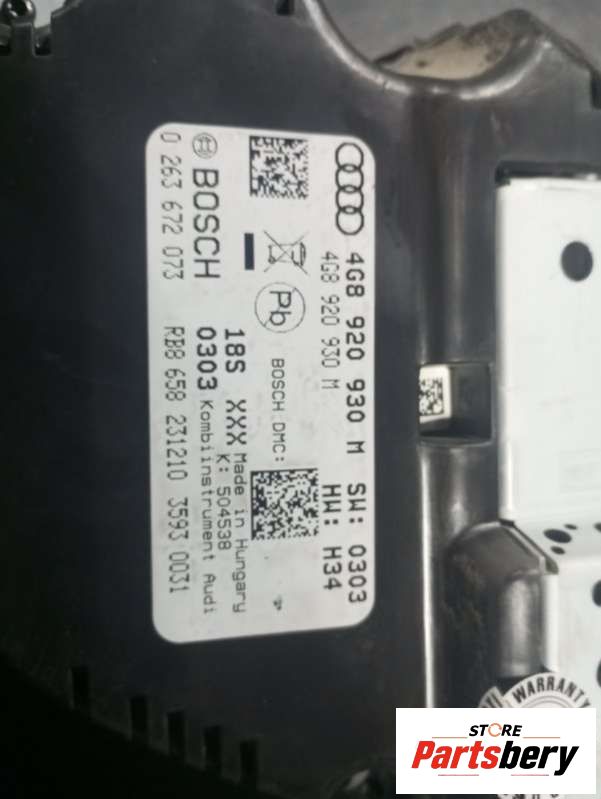 4G8 920 930 M SW: 0303
4G8 920 930 M HW: H34
Pb
BOSCH DMC:
18S XXX Made in Hungary
K: 504538
0303 Kombiinstrument Audi
BOSCH
RB8 658 231210 3593 0031
0 263 672 073
WARRANTY
STORE
Partsbery